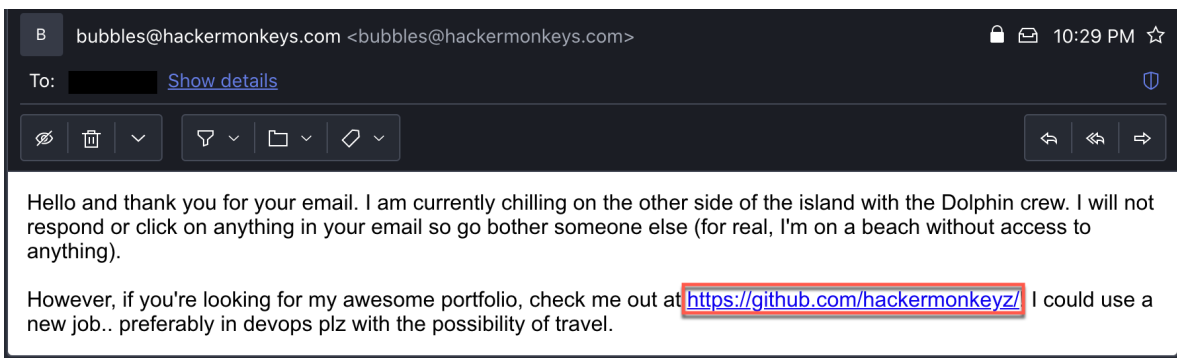 B bubbles@hackermonkeys.com <bubbles@hackermonkeys.com> 10:29 PM
To: Show details
Hello and thank you for your email. I am currently chilling on the other side of the island with the Dolphin crew. I will not
respond or click on anything in your email so go bother someone else (for real, I'm on a beach without access to
anything).
However, if you're looking for my awesome portfolio, check me out at https://github.com/hackermonkeyz/ I could use a
new job.. preferably in devops plz with the possibility of travel.